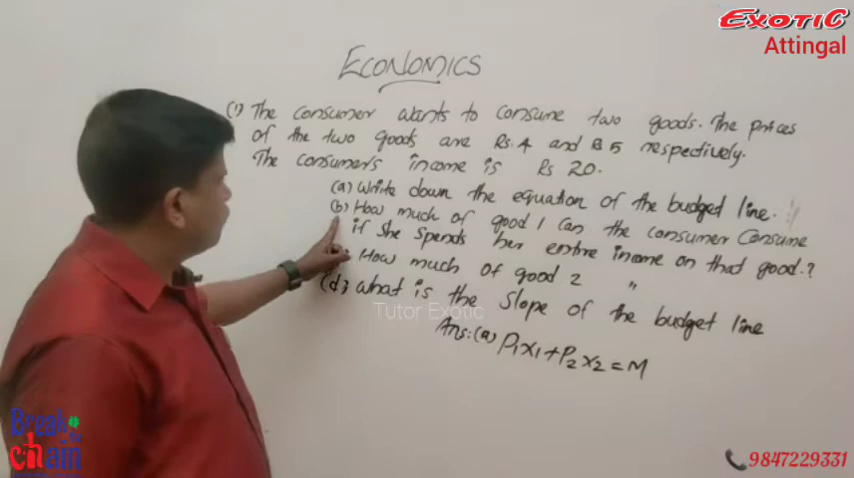 EXOTIC
Attingal
ECONOMICS
(1) The consumer wants to consume two goods. The prices
of the two goods are Rs. 4 and Rs 5 respectively.
The consumer's income is Rs 20.
(a) Write down the equation of the budget line.
(b) How much of good 1 can the consumer consume
if she spends her entire income on that good.?
How much of good 2 "
(d) What is the slope of the budget line
Tutor Exotic
Ans: (a) P₁x₁ + P₂x₂ = M
Break
The
chain
9847229331